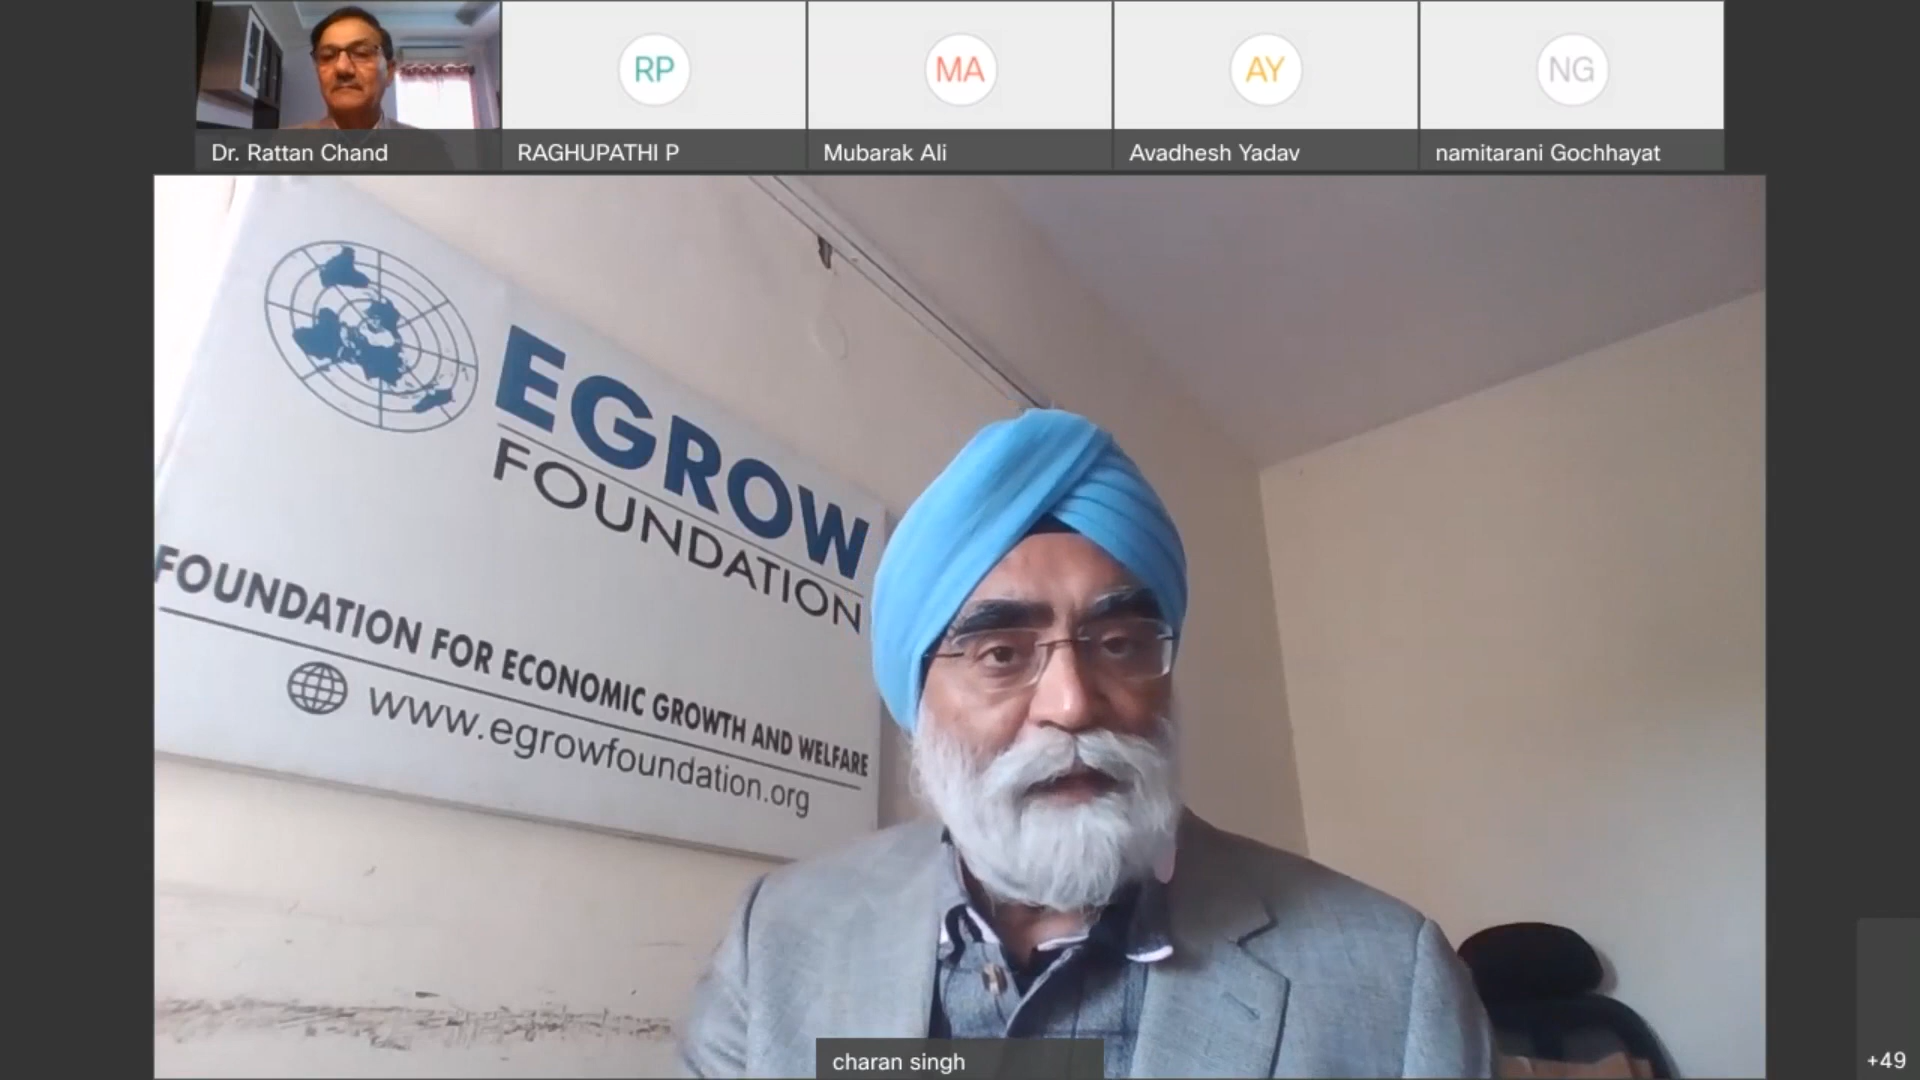 RP
MA
AY
NG
Dr. Rattan Chand
RAGHUPATHI P
Mubarak Ali
Avadhesh Yadav
namitarani Gochhayat
EGROW
FOUNDATION
FOUNDATION FOR ECONOMIC GROWTH AND WELFARE
www.egrowfoundation.org
charan singh
+49